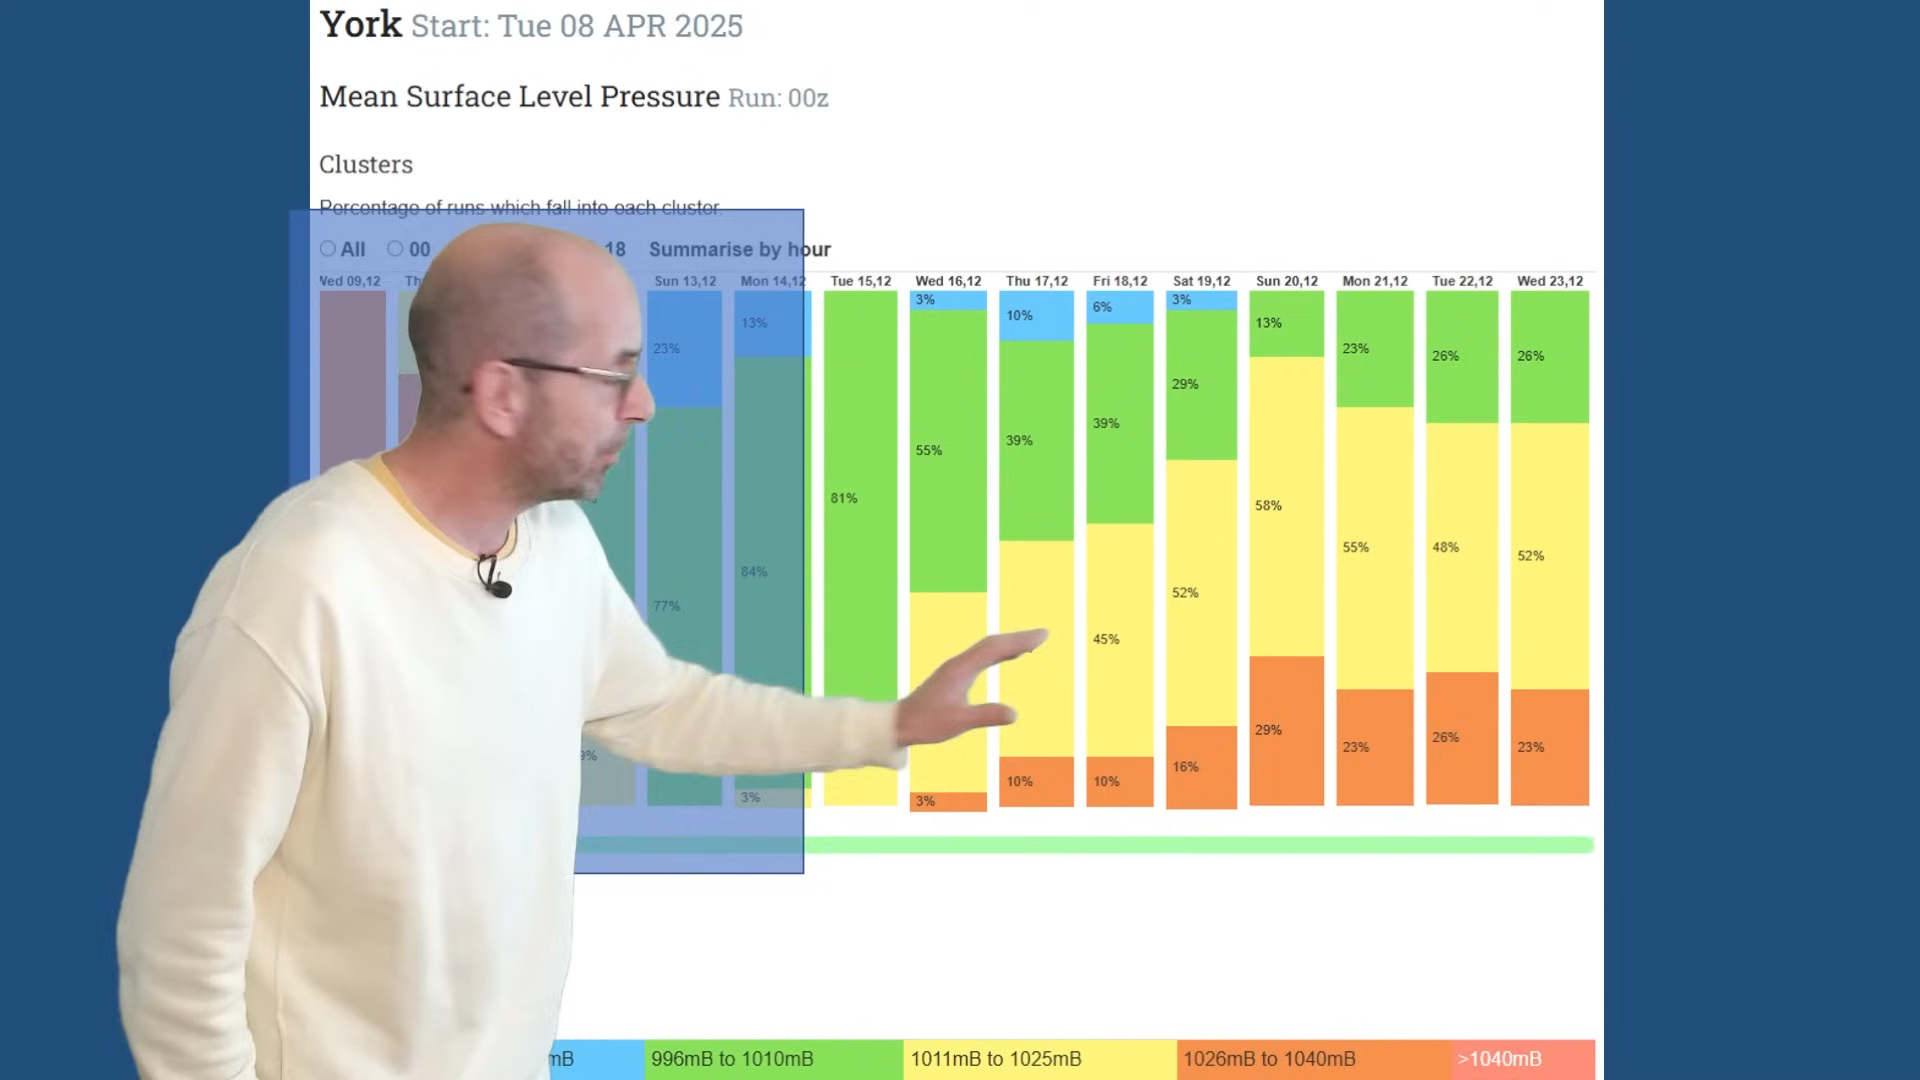 York Start: Tue 08 APR 2025
Mean Surface Level Pressure Run: 00z
Clusters
Percentage of runs which fall into each cluster.
All 00 18 Summarise by hour
Wed 09,12 Th Sun 13,12 Mon 14,12 Tue 15,12 Wed 16,12 Thu 17,12 Fri 18,12 Sat 19,12 Sun 20,12 Mon 21,12 Tue 22,12 Wed 23,12
3% 10% 6% 3%
13% 13%
23% 23% 26% 26%
29%
39% 39%
55%
81% 58%
84% 55% 48% 52%
77% 52%
45%
9% 3% 3% 10% 10% 16% 29% 23% 26% 23%
mB 996mB to 1010mB 1011mB to 1025mB 1026mB to 1040mB >1040mB